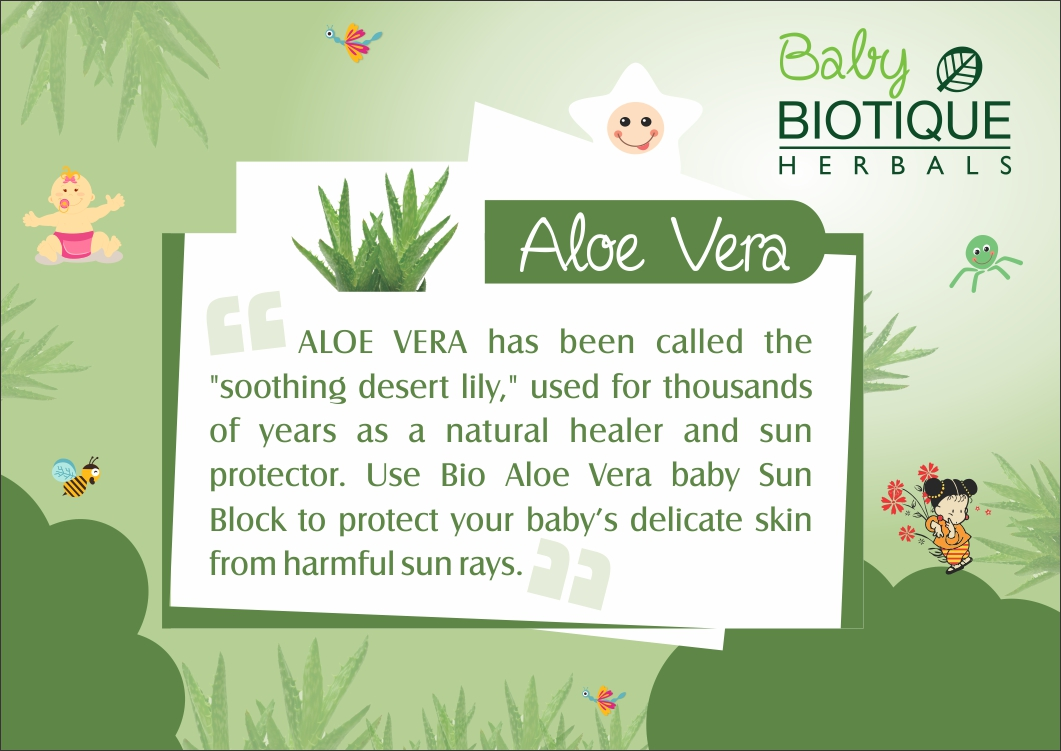 Baby
BIOTIQUE
HERBALS
Aloe Vera
ALOE VERA has been called the
"soothing desert lily," used for thousands
of years as a natural healer and sun
protector. Use Bio Aloe Vera baby Sun
Block to protect your baby’s delicate skin
from harmful sun rays.